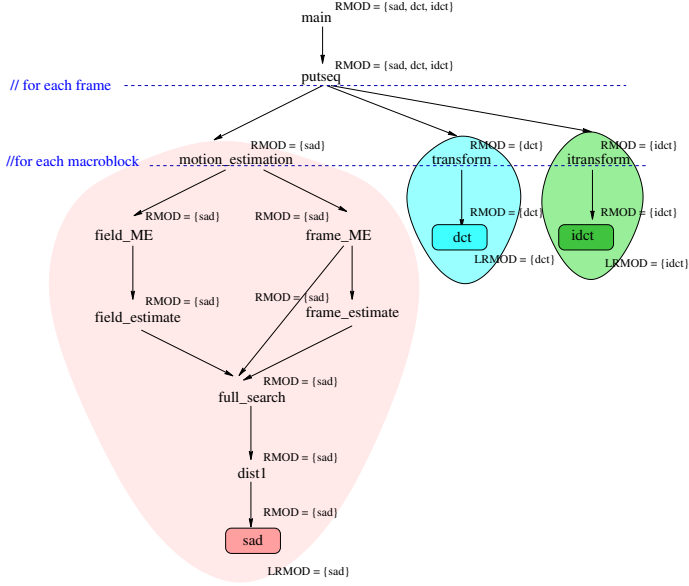 RMOD = {sad, dct, idct}
main
RMOD = {sad, dct, idct}
putseq
// for each frame
RMOD = {sad}
RMOD = {dct}
RMOD = {idct}
//for each macroblock
motion_estimation
transform
itransform
RMOD = {sad}
RMOD = {sad}
RMOD = {dct}
RMOD = {idct}
field_ME
frame_ME
dct
idct
LRMOD = {dct}
LRMOD = {idct}
RMOD = {sad}
RMOD = {sad}
field_estimate
frame_estimate
RMOD = {sad}
full_search
RMOD = {sad}
dist1
RMOD = {sad}
sad
LRMOD = {sad}